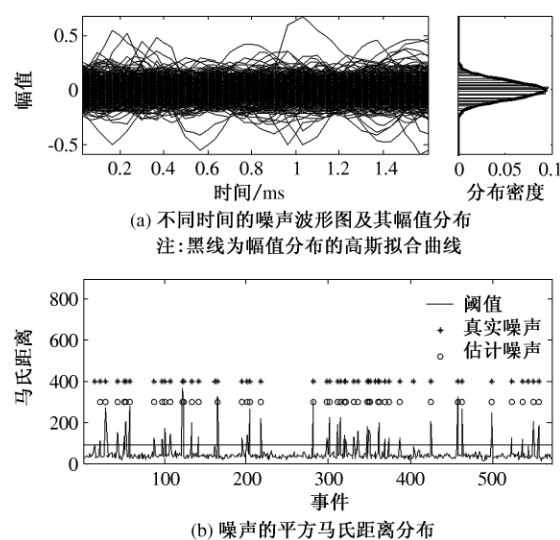 0.5
0
-0.5
幅值
0.2 0.4 0.6 0.8 1 1.2 1.4
时间/ms
0 0.05 0.1
分布密度
(a) 不同时间的噪声波形图及其幅值分布
注:黑线为幅值分布的高斯拟合曲线
800
600
400
200
0
马氏距离
阈值
真实噪声
估计噪声
100 200 300 400 500
事件
(b) 噪声的平方马氏距离分布